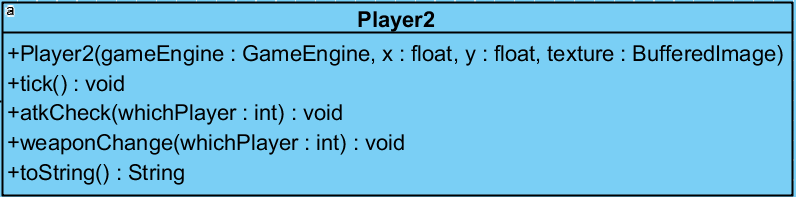 a
Player2
+Player2(gameEngine : GameEngine, x : float, y : float, texture : BufferedImage)
+tick() : void
+atkCheck(whichPlayer : int) : void
+weaponChange(whichPlayer : int) : void
+toString() : String